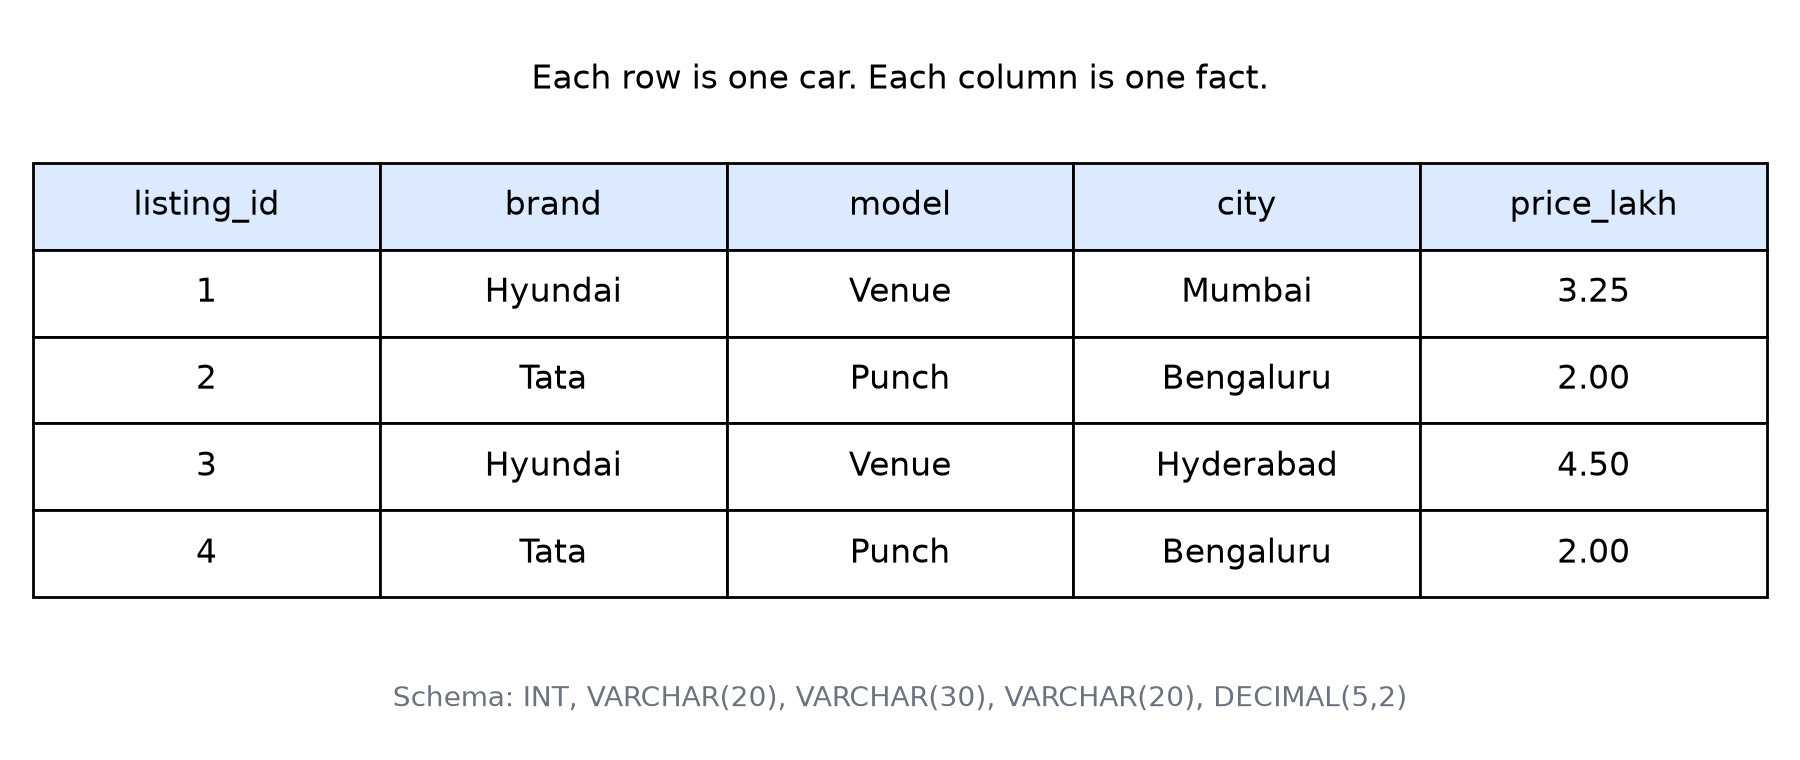 Each row is one car. Each column is one fact.
listing_id brand model city price_lakh
1 Hyundai Venue Mumbai 3.25
2 Tata Punch Bengaluru 2.00
3 Hyundai Venue Hyderabad 4.50
4 Tata Punch Bengaluru 2.00
Schema: INT, VARCHAR(20), VARCHAR(30), VARCHAR(20), DECIMAL(5,2)